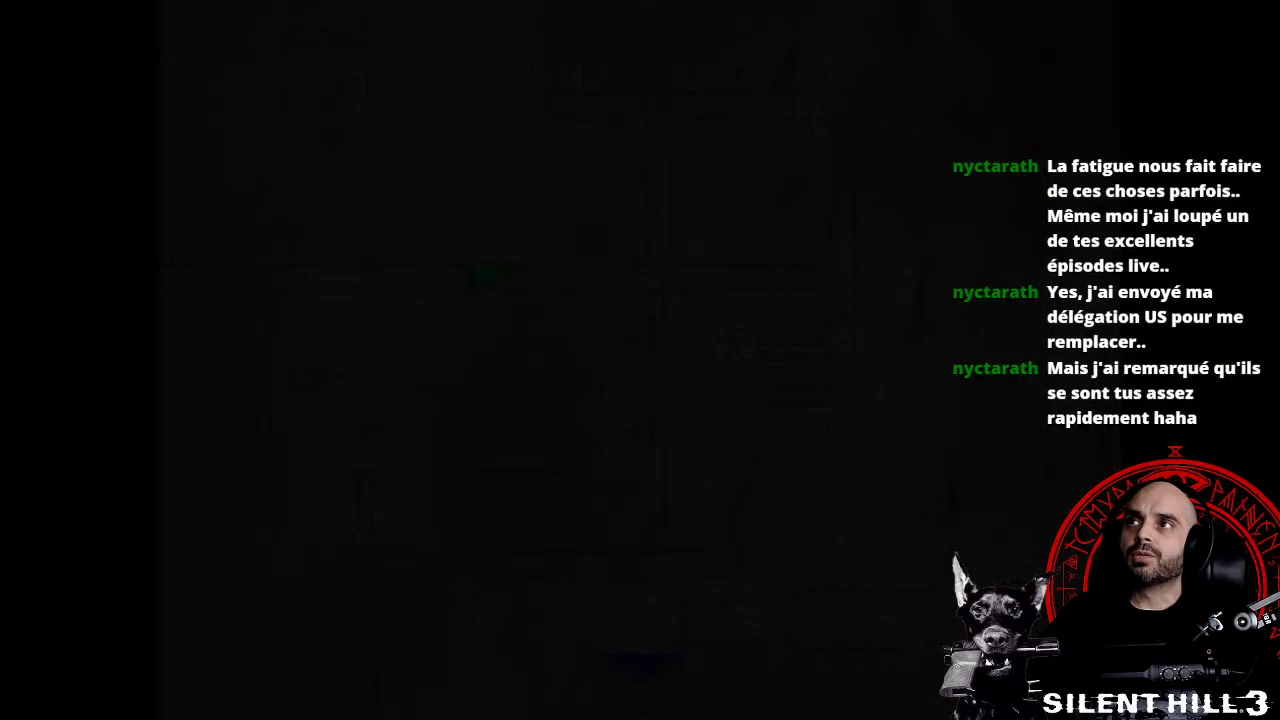 nyctarath La fatigue nous fait faire
de ces choses parfois..
Même moi j'ai loupé un
de tes excellents
épisodes live..
nyctarath Yes, j'ai envoyé ma
délégation US pour me
remplacer..
nyctarath Mais j'ai remarqué qu'ils
se sont tus assez
rapidement haha
SILENT HILL 3